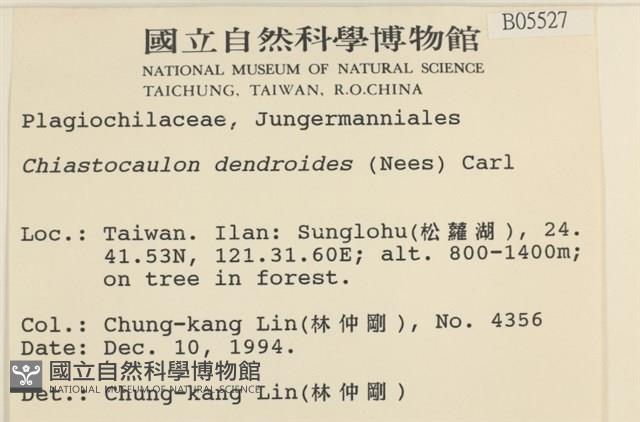 國立自然科學博物館
B05527
NATIONAL MUSEUM OF NATURAL SCIENCE
TAICHUNG, TAIWAN, R.O.CHINA
Plagiochilaceae, Jungermanniales
Chiastocaulon dendroides (Nees) Carl
Loc.: Taiwan. Ilan: Sunglohu(松蘿湖), 24.
41.53N, 121.31.60E; alt. 800-1400m;
on tree in forest.
Col.: Chung-kang Lin(林仲剛), No. 4356
Date: Dec. 10, 1994.
國立自然科學博物館
NATIONAL MUSEUM OF NATURAL SCIENCE
Det.: Chung-kang Lin(林仲剛)